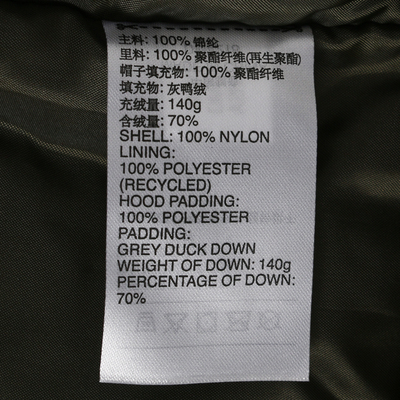 主料: 100% 锦纶
里料: 100% 聚酯纤维(再生聚酯)
帽子填充物: 100% 聚酯纤维
填充物: 灰鸭绒
充绒量: 140g
含绒量: 70%
SHELL: 100% NYLON
LINING:
100% POLYESTER
(RECYCLED)
HOOD PADDING:
100% POLYESTER
PADDING:
GREY DUCK DOWN
WEIGHT OF DOWN: 140g
PERCENTAGE OF DOWN:
70%